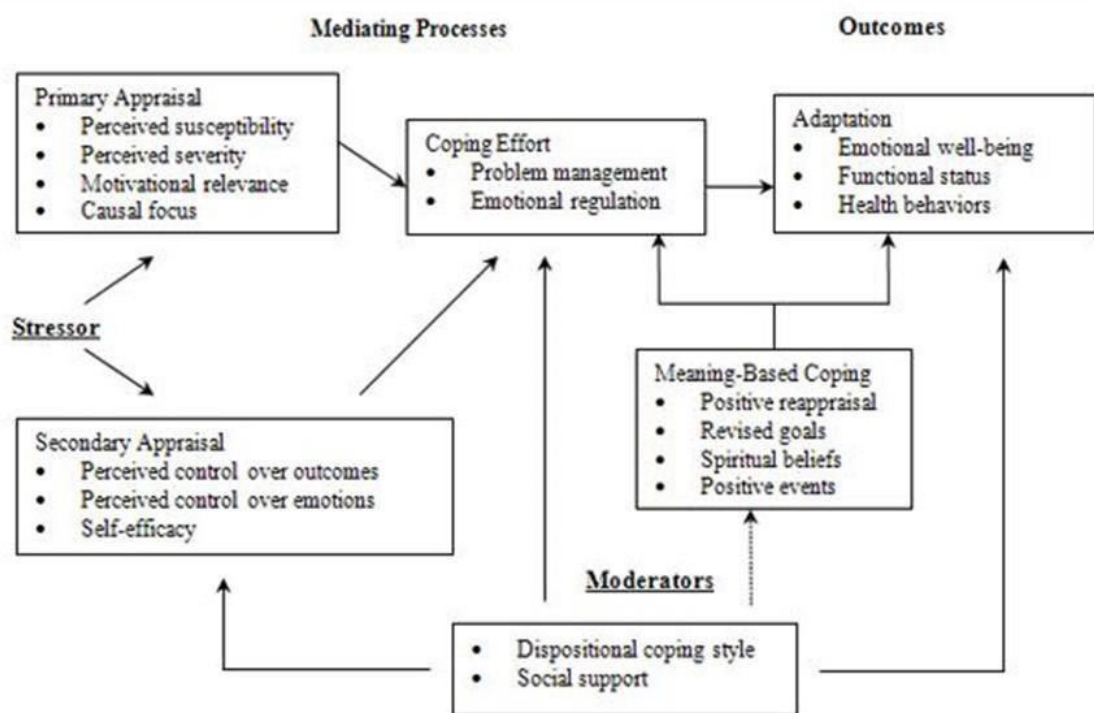 Mediating Processes
Outcomes
Primary Appraisal
• Perceived susceptibility
• Perceived severity
• Motivational relevance
• Causal focus
Coping Effort
• Problem management
• Emotional regulation
Adaptation
• Emotional well-being
• Functional status
• Health behaviors
Stressor
Meaning-Based Coping
• Positive reappraisal
• Revised goals
• Spiritual beliefs
• Positive events
Secondary Appraisal
• Perceived control over outcomes
• Perceived control over emotions
• Self-efficacy
Moderators
• Dispositional coping style
• Social support